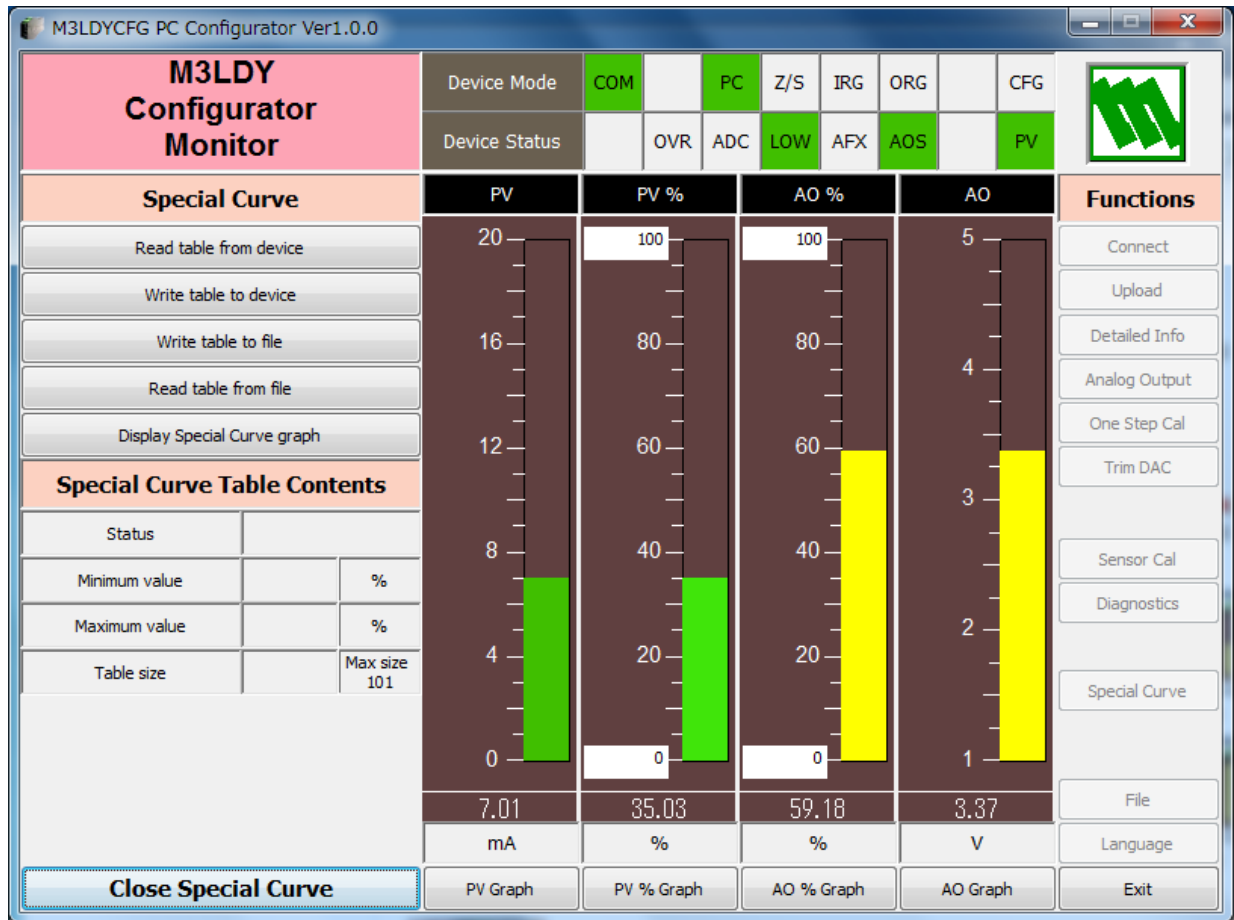 M3LDYCFG PC Configurator Ver1.0.0
M3LDY
Configurator
Monitor
Device Mode
COM PC Z/S IRG ORG CFG
Device Status
OVR ADC LOW AFX AOS PV
Special Curve
Read table from device
Write table to device
Write table to file
Read table from file
Display Special Curve graph
Special Curve Table Contents
Status
Minimum value %
Maximum value %
Table size Max size
101
Close Special Curve
PV
20
16
12
8
4
0
7.01
mA
PV Graph
PV %
100
80
60
40
20
0
35.03
%
PV % Graph
AO %
100
80
60
40
20
0
59.18
%
AO % Graph
AO
5
4
3
2
1
3.37
V
AO Graph
Functions
Connect
Upload
Detailed Info
Analog Output
One Step Cal
Trim DAC
Sensor Cal
Diagnostics
Special Curve
File
Language
Exit